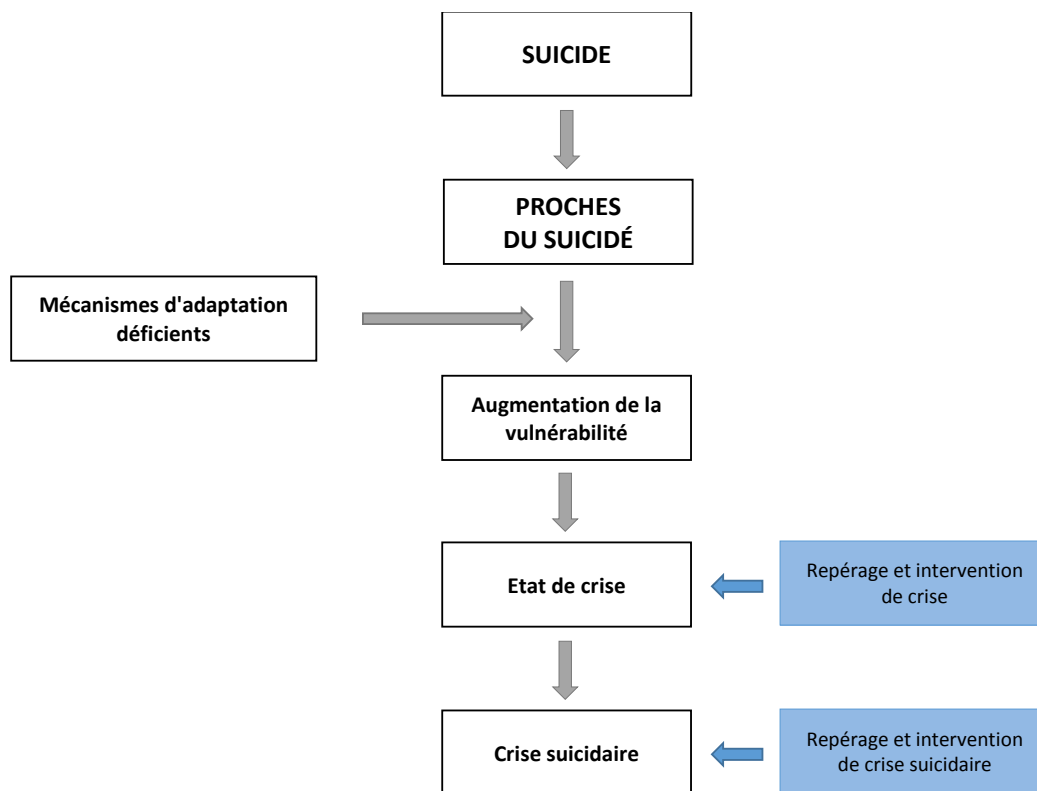 SUICIDE
PROCHES
DU SUICIDÉ
Mécanismes d'adaptation
déficients
Augmentation de la
vulnérabilité
Etat de crise
Repérage et intervention
de crise
Crise suicidaire
Repérage et intervention
de crise suicidaire